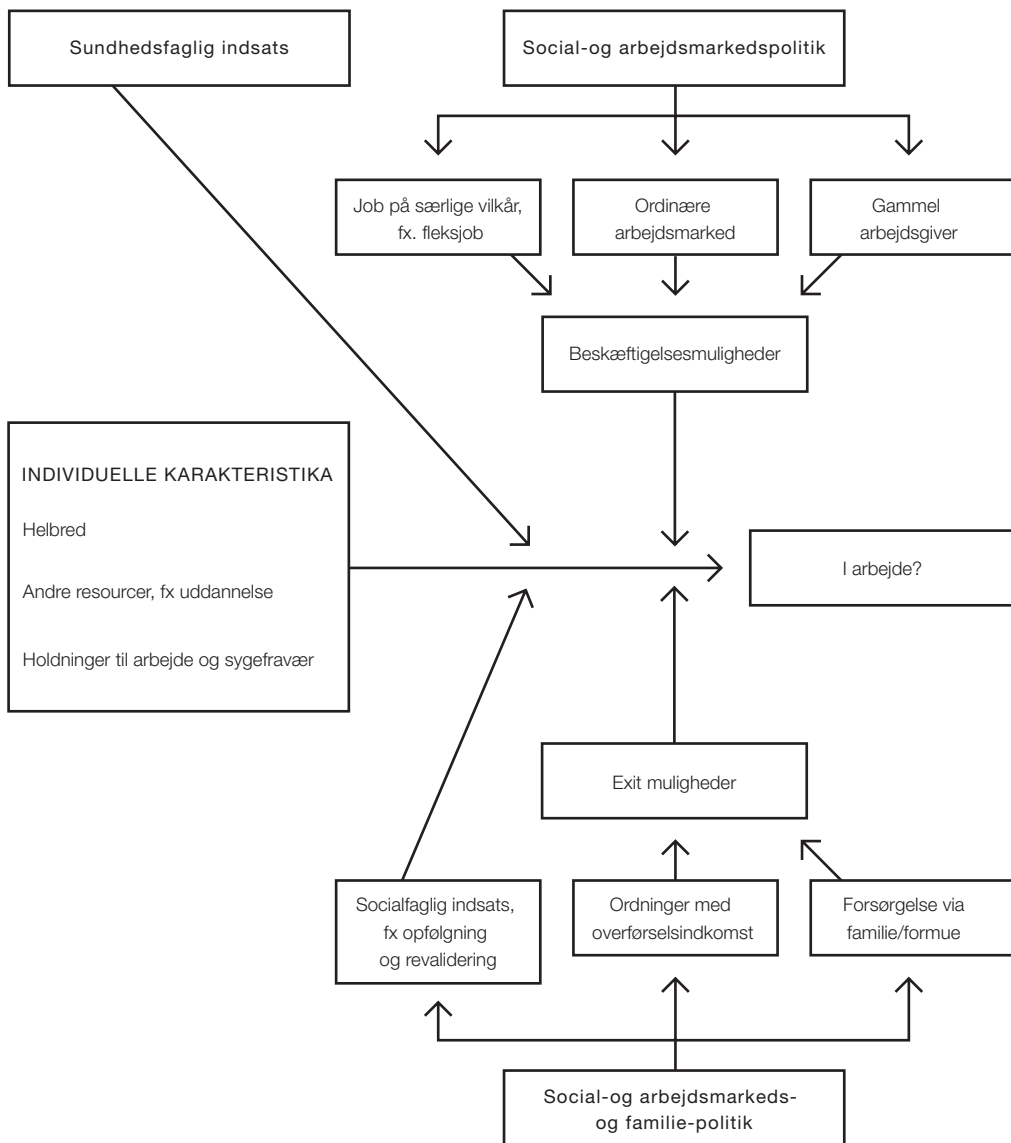 Sundhedsfaglig indsats
Social-og arbejdsmarkedspolitik
Job på særlige vilkår,
fx. fleksjob
Ordinære
arbejdsmarked
Gammel
arbejdsgiver
Beskæftigelsesmuligheder
INDIVIDUELLE KARAKTERISTIKA
Helbred
Andre resourcer, fx uddannelse
Holdninger til arbejde og sygefravær
I arbejde?
Exit muligheder
Socialfaglig indsats,
fx opfølgning
og revalidering
Ordninger med
overførselsindkomst
Forsørgelse via
familie/formue
Social-og arbejdsmarkeds-
og familie-politik